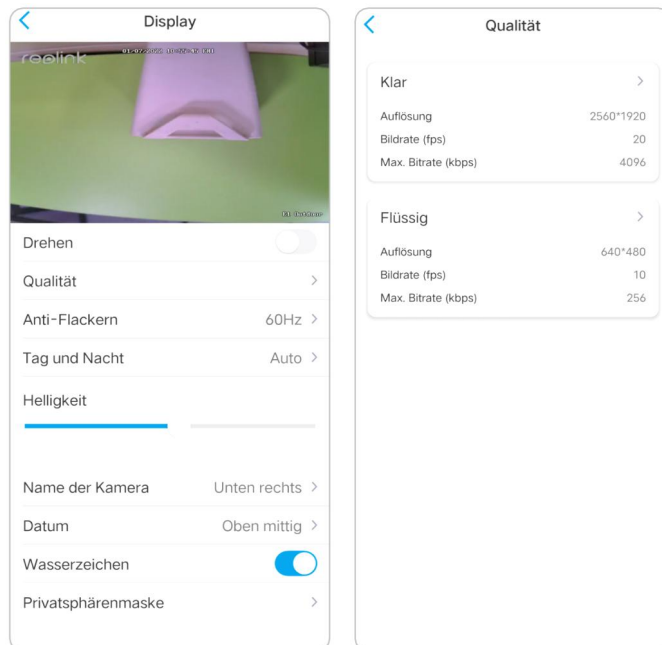 Display
reolink
E1 Outdoor
Drehen
Qualität
Anti-Flackern 60Hz
Tag und Nacht Auto
Helligkeit
Name der Kamera Unten rechts
Datum Oben mittig
Wasserzeichen
Privatsphärenmaske
Qualität
Klar
Auflösung 2560*1920
Bildrate (fps) 20
Max. Bitrate (kbps) 4096
Flüssig
Auflösung 640*480
Bildrate (fps) 10
Max. Bitrate (kbps) 256